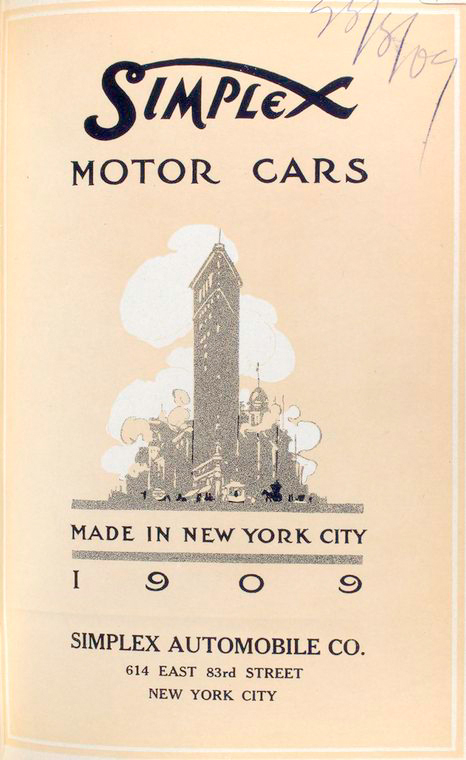 SIMPLEX
MOTOR CARS
MADE IN NEW YORK CITY
1909
SIMPLEX AUTOMOBILE CO.
614 EAST 83rd STREET
NEW YORK CITY